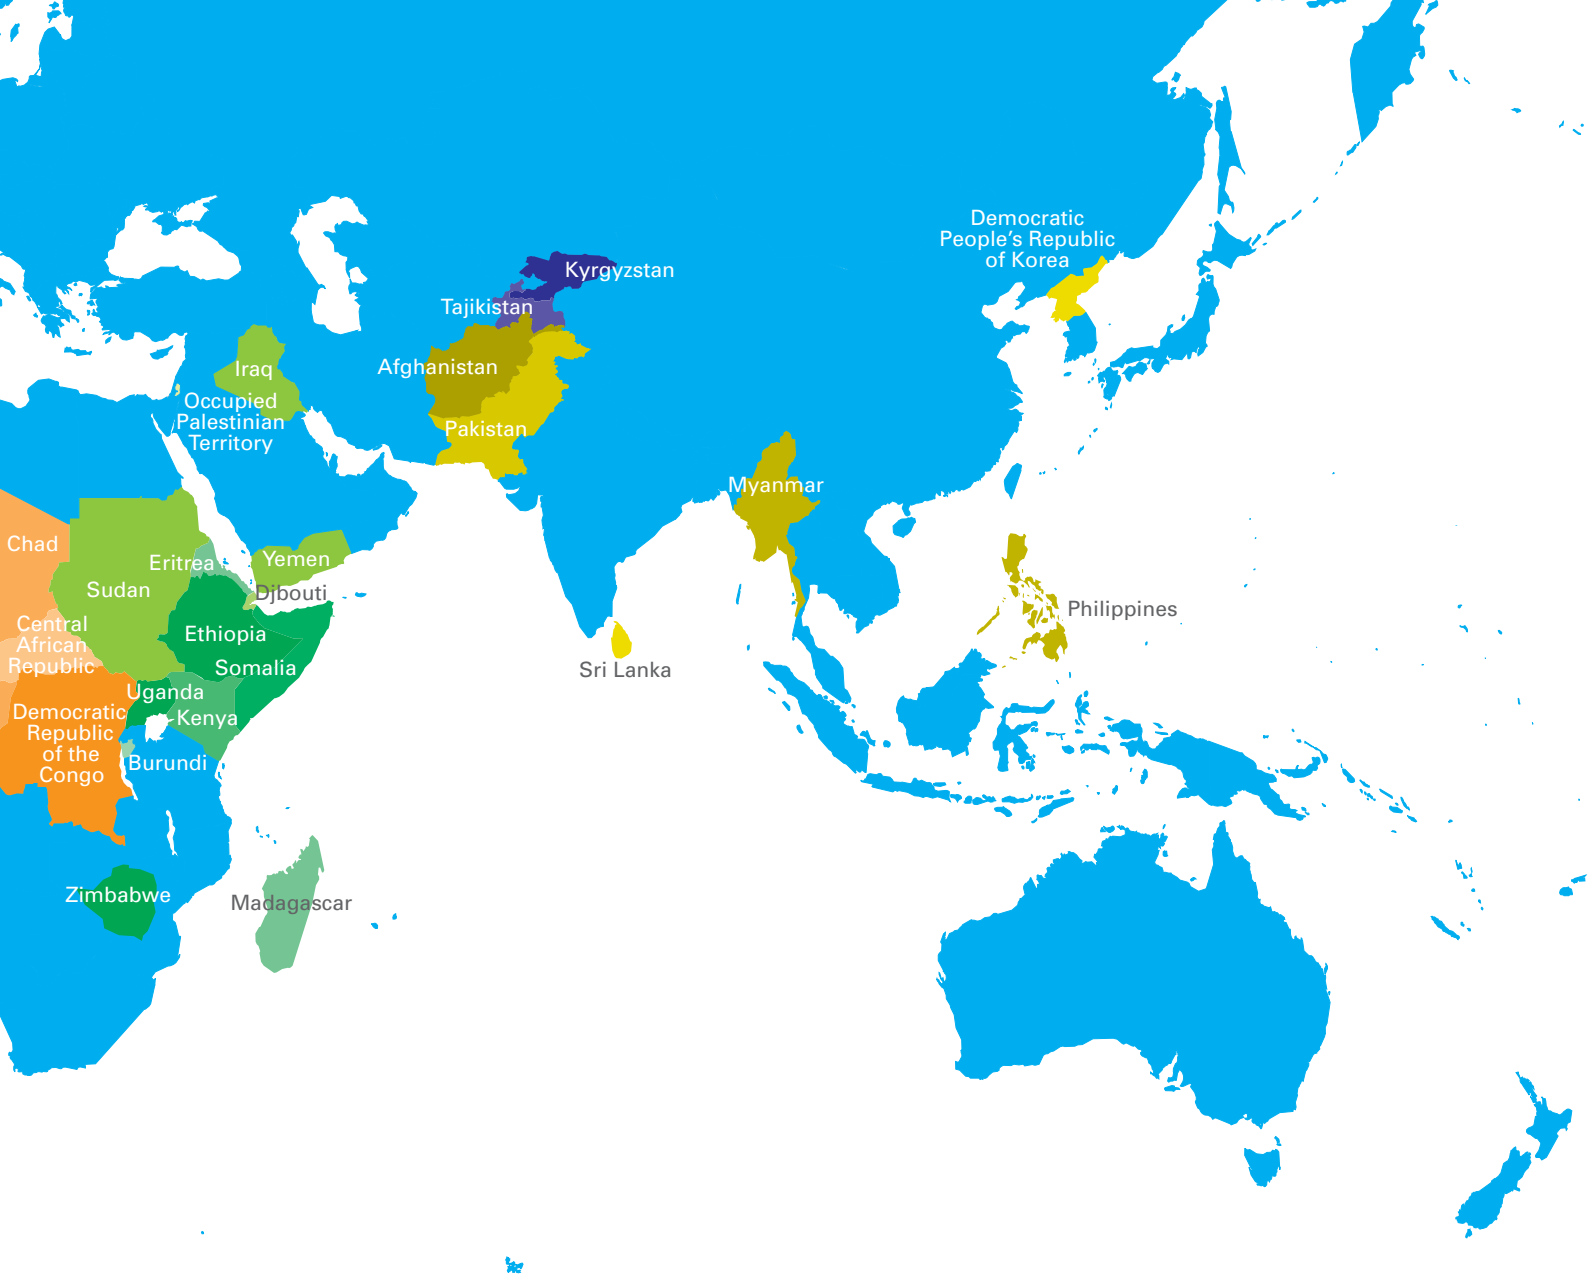 Democratic
People’s Republic
of Korea
Kyrgyzstan
Tajikistan
Afghanistan
Iraq
Occupied
Palestinian
Territory
Pakistan
Myanmar
Chad
Eritrea
Yemen
Sudan
Djbouti
Philippines
Central
African
Republic
Ethiopia
Somalia
Sri Lanka
Uganda
Kenya
Democratic
Republic
of the
Congo
Burundi
Zimbabwe
Madagascar